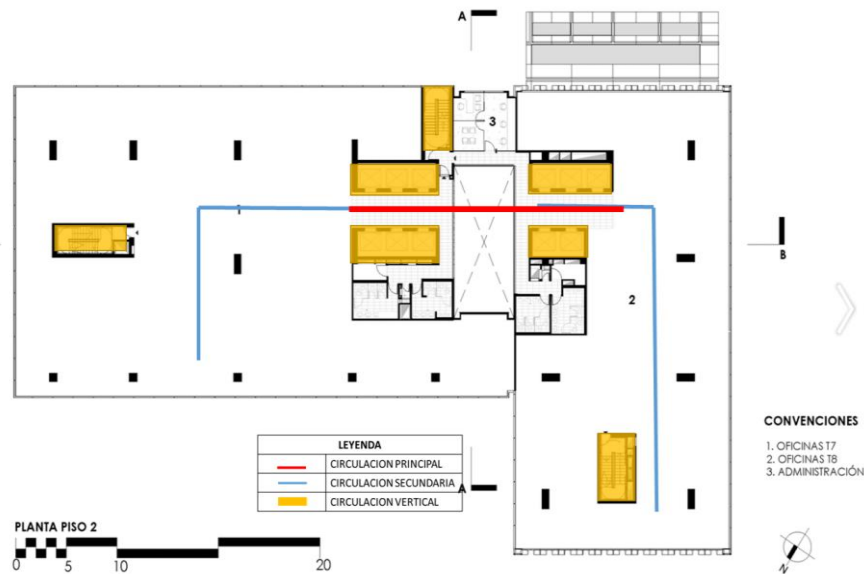 A
3
1
B
2
LEYENDA
CIRCULACION PRINCIPAL
CIRCULACION SECUNDARIA
CIRCULACION VERTICAL
A
CONVENCIONES
1. OFICINAS T7
2. OFICINAS T8
3. ADMINISTRACIÓN
PLANTA PISO 2
0 5 10 20
N